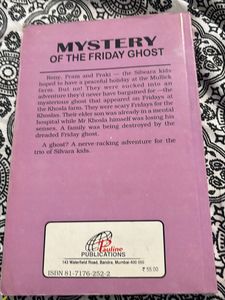 MYSTERY
OF THE FRIDAY GHOST
Romy, Pram and Praki — the Silvara kids
hoped to have a peaceful holiday at the Mullick
farm. But no! They were sucked into an
adventure they'd never have bargained for —the
mysterious ghost that appeared on Fridays at
the Khosla farm. They were scary Fridays for the
Khoslas. Their elder son was already in a mental
hospital while Mr Khosla himself was losing his
senses. A family was being destroyed by the
dreaded Friday ghost.
A ghost? A nerve racking adventure for the
trio of Silvara kids.
Pauline
PUBLICATIONS
143 Waterfield Road, Bandra, Mumbai-400 050
ISBN 81-7176-252-2
₹ 55.00